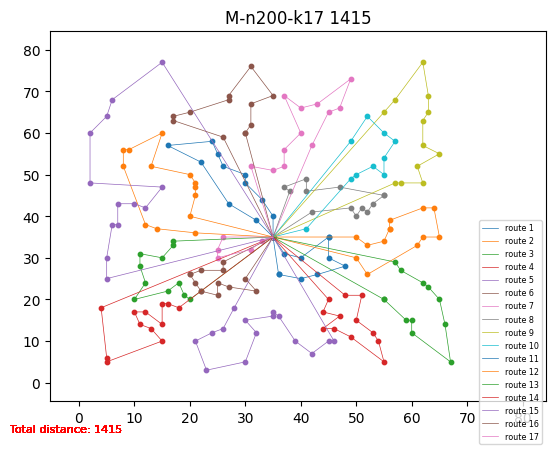 M-n200-k17 1415
80
70
60
50
40
30
20
10
0
0 10 20 30 40 50 60 70 80
route 1
route 2
route 3
route 4
route 5
route 6
route 7
route 8
route 9
route 10
route 11
route 12
route 13
route 14
route 15
route 16
route 17
Total distance: 1415